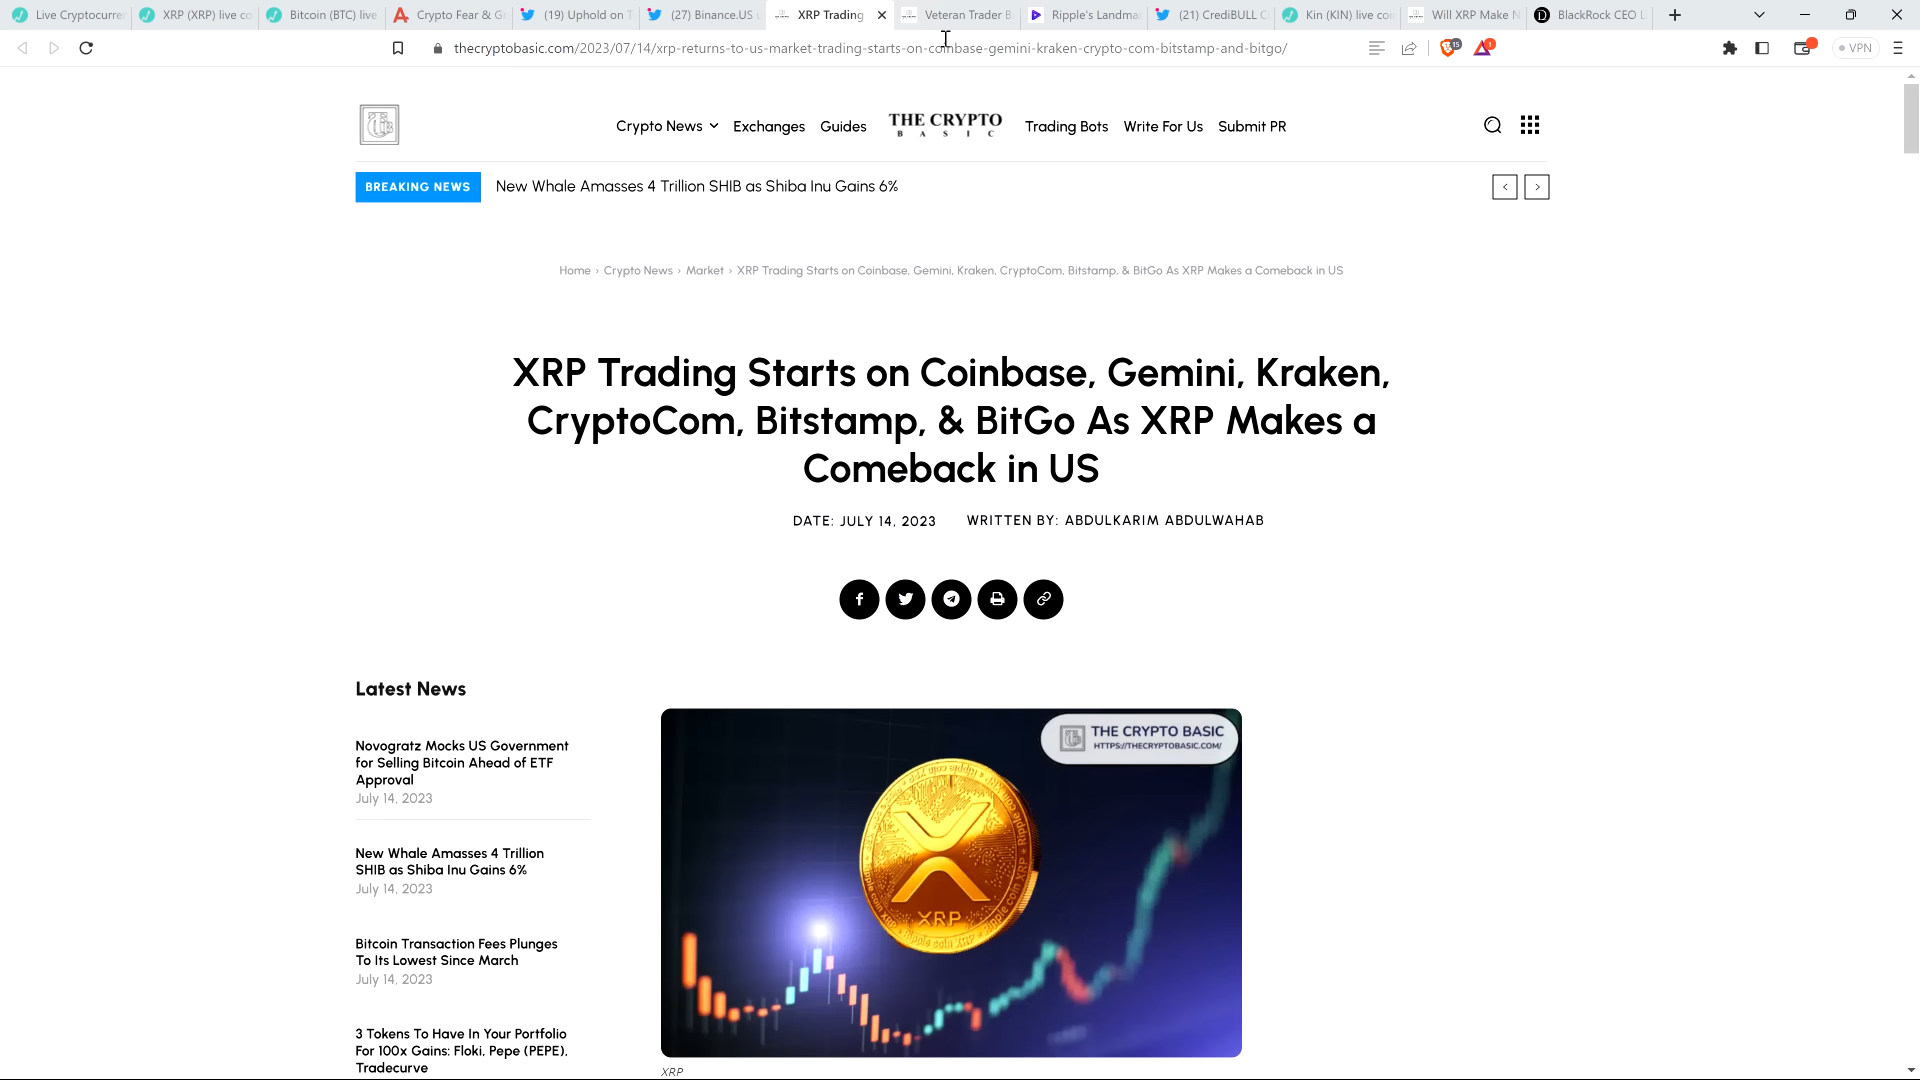 Live Cryptocurrer
XRP (XRP) live co
Bitcoin (BTC) live
Crypto Fear & Gr
(19) Uphold on T
(27) Binance.US
XRP Trading
Veteran Trader B
Ripple's Landma
(21) CrediBULL C
Kin (KIN) live co
Will XRP Make N
BlackRock CEO L
thecryptobasic.com/2023/07/14/xrp-returns-to-us-market-trading-starts-on-coinbase-gemini-kraken-crypto-com-bitstamp-and-bitgo/
15
1
VPN
Crypto News
Exchanges
Guides
THE CRYPTO
BASIC
Trading Bots
Write For Us
Submit PR
BREAKING NEWS
New Whale Amasses 4 Trillion SHIB as Shiba Inu Gains 6%
Home › Crypto News › Market › XRP Trading Starts on Coinbase, Gemini, Kraken, CryptoCom, Bitstamp, & BitGo As XRP Makes a Comeback in US
XRP Trading Starts on Coinbase, Gemini, Kraken,
CryptoCom, Bitstamp, & BitGo As XRP Makes a
Comeback in US
DATE: JULY 14, 2023
WRITTEN BY: ABDULKARIM ABDULWAHAB
Latest News
Novogratz Mocks US Government
for Selling Bitcoin Ahead of ETF
Approval
July 14, 2023
New Whale Amasses 4 Trillion
SHIB as Shiba Inu Gains 6%
July 14, 2023
Bitcoin Transaction Fees Plunges
To Its Lowest Since March
July 14, 2023
3 Tokens To Have In Your Portfolio
For 100x Gains: Floki, Pepe (PEPE),
Tradecurve
THE CRYPTO BASIC
HTTPS://THECRYPTOBASIC.COM/
XRP
XRP